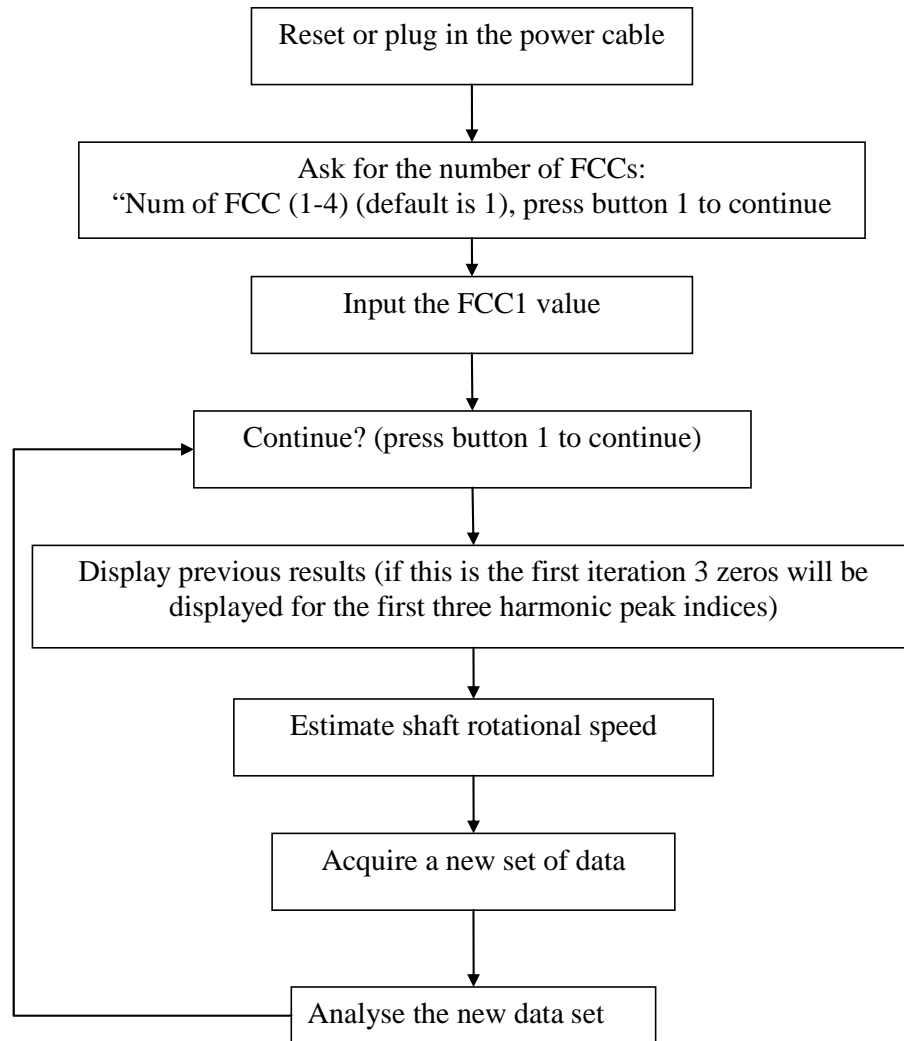 Reset or plug in the power cable
Ask for the number of FCCs:
“Num of FCC (1-4) (default is 1), press button 1 to continue
Input the FCC1 value
Continue? (press button 1 to continue)
Display previous results (if this is the first iteration 3 zeros will be
displayed for the first three harmonic peak indices)
Estimate shaft rotational speed
Acquire a new set of data
Analyse the new data set